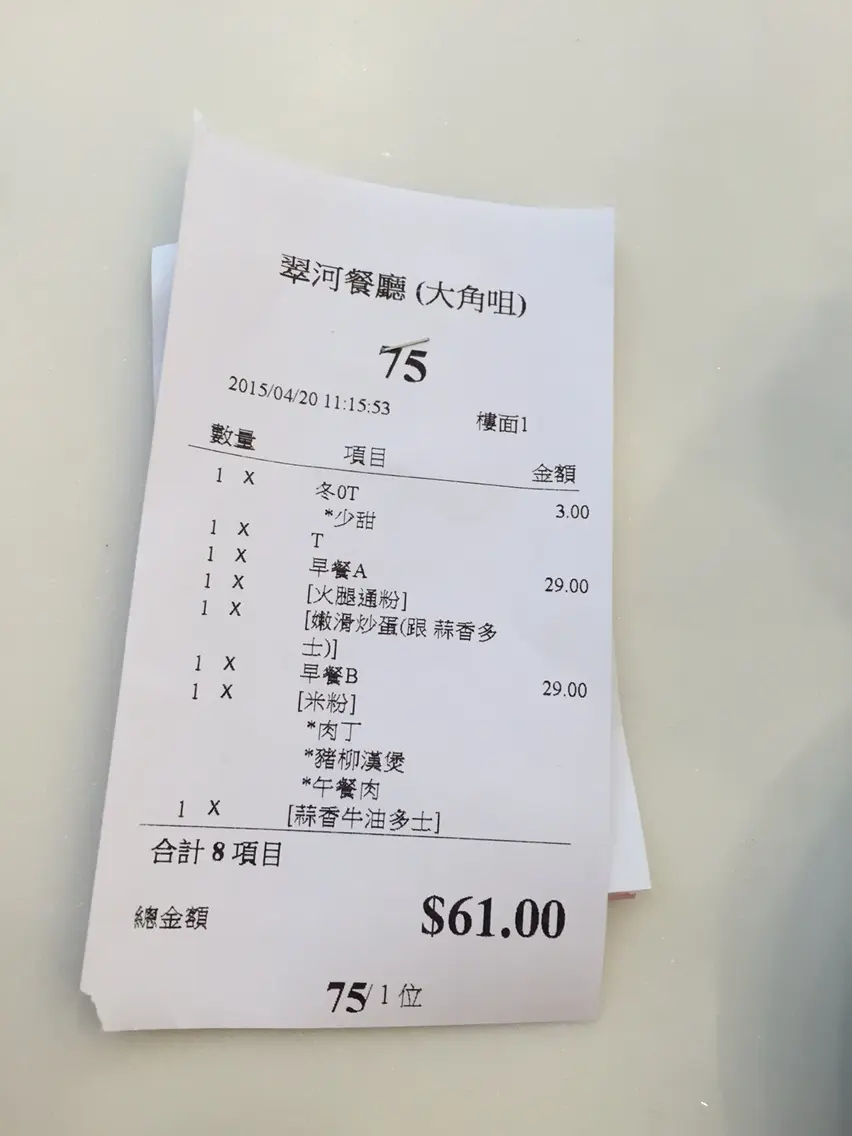 翠河餐廳 (大角咀)
75
2015/04/20 11:15:53 樓面1
數量 項目 金額
1 X 冬0T 3.00
*少甜
1 X T
1 X 早餐A 29.00
1 X [火腿通粉]
1 X [嫩滑炒蛋(跟 蒜香多
士)]
1 X 早餐B 29.00
1 X [米粉]
*肉丁
*豬柳漢煲
*午餐肉
1 X [蒜香牛油多士]
合計 8 項目
總金額 $61.00
75/ 1 位